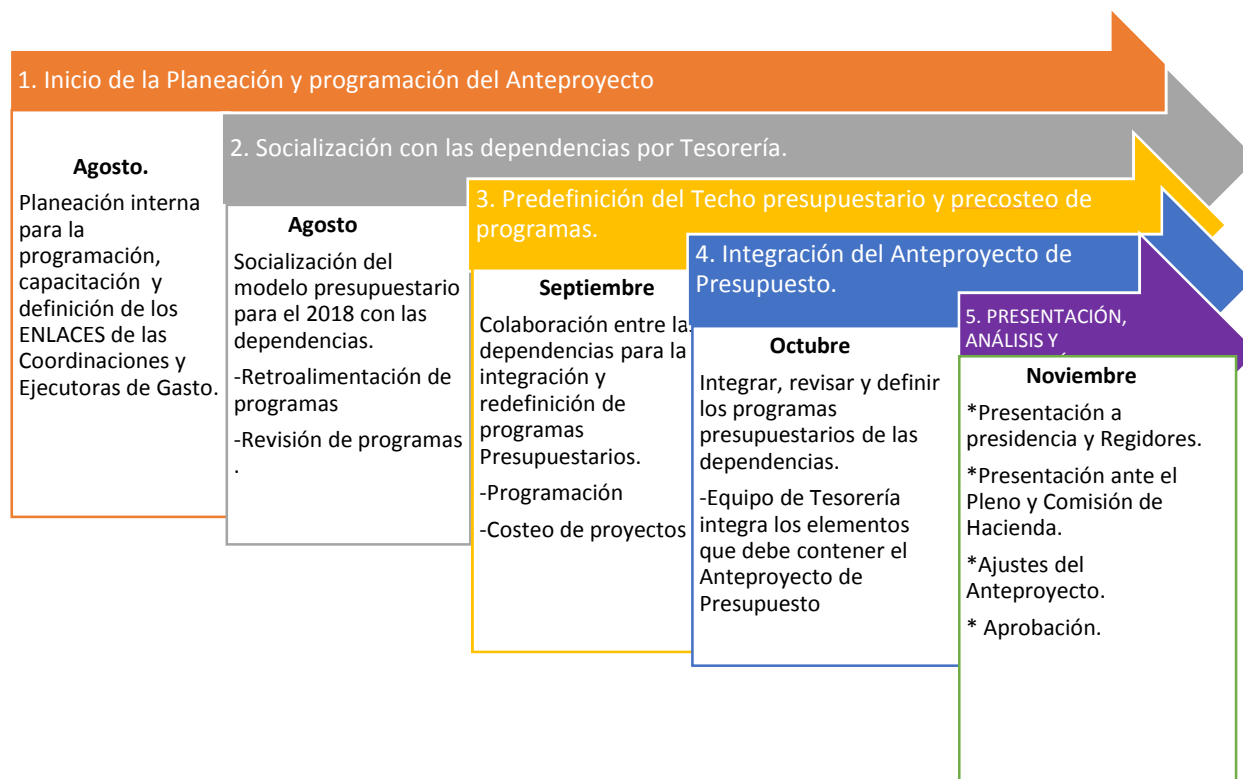 1. Inicio de la Planeación y programación del Anteproyecto
Agosto.
Planeación interna
para la
programación,
capacitación y
definición de los
ENLACES de las
Coordinaciones y
Ejecutoras de Gasto.
2. Socialización con las dependencias por Tesorería.
Agosto
Socialización del
modelo presupuestario
para el 2018 con las
dependencias.
-Retroalimentación de
programas
-Revisión de programas
.
3. Predefinición del Techo presupuestario y precosteo de
programas.
Septiembre
Colaboración entre las
dependencias para la
integración y
redefinición de
programas
Presupuestarios.
-Programación
-Costeo de proyectos
4. Integración del Anteproyecto de
Presupuesto.
Octubre
Integrar, revisar y definir
los programas
presupuestarios de las
dependencias.
-Equipo de Tesorería
integra los elementos
que debe contener el
Anteproyecto de
Presupuesto
5. PRESENTACIÓN,
ANÁLISIS Y
Noviembre
*Presentación a
presidencia y Regidores.
*Presentación ante el
Pleno y Comisión de
Hacienda.
*Ajustes del
Anteproyecto.
* Aprobación.